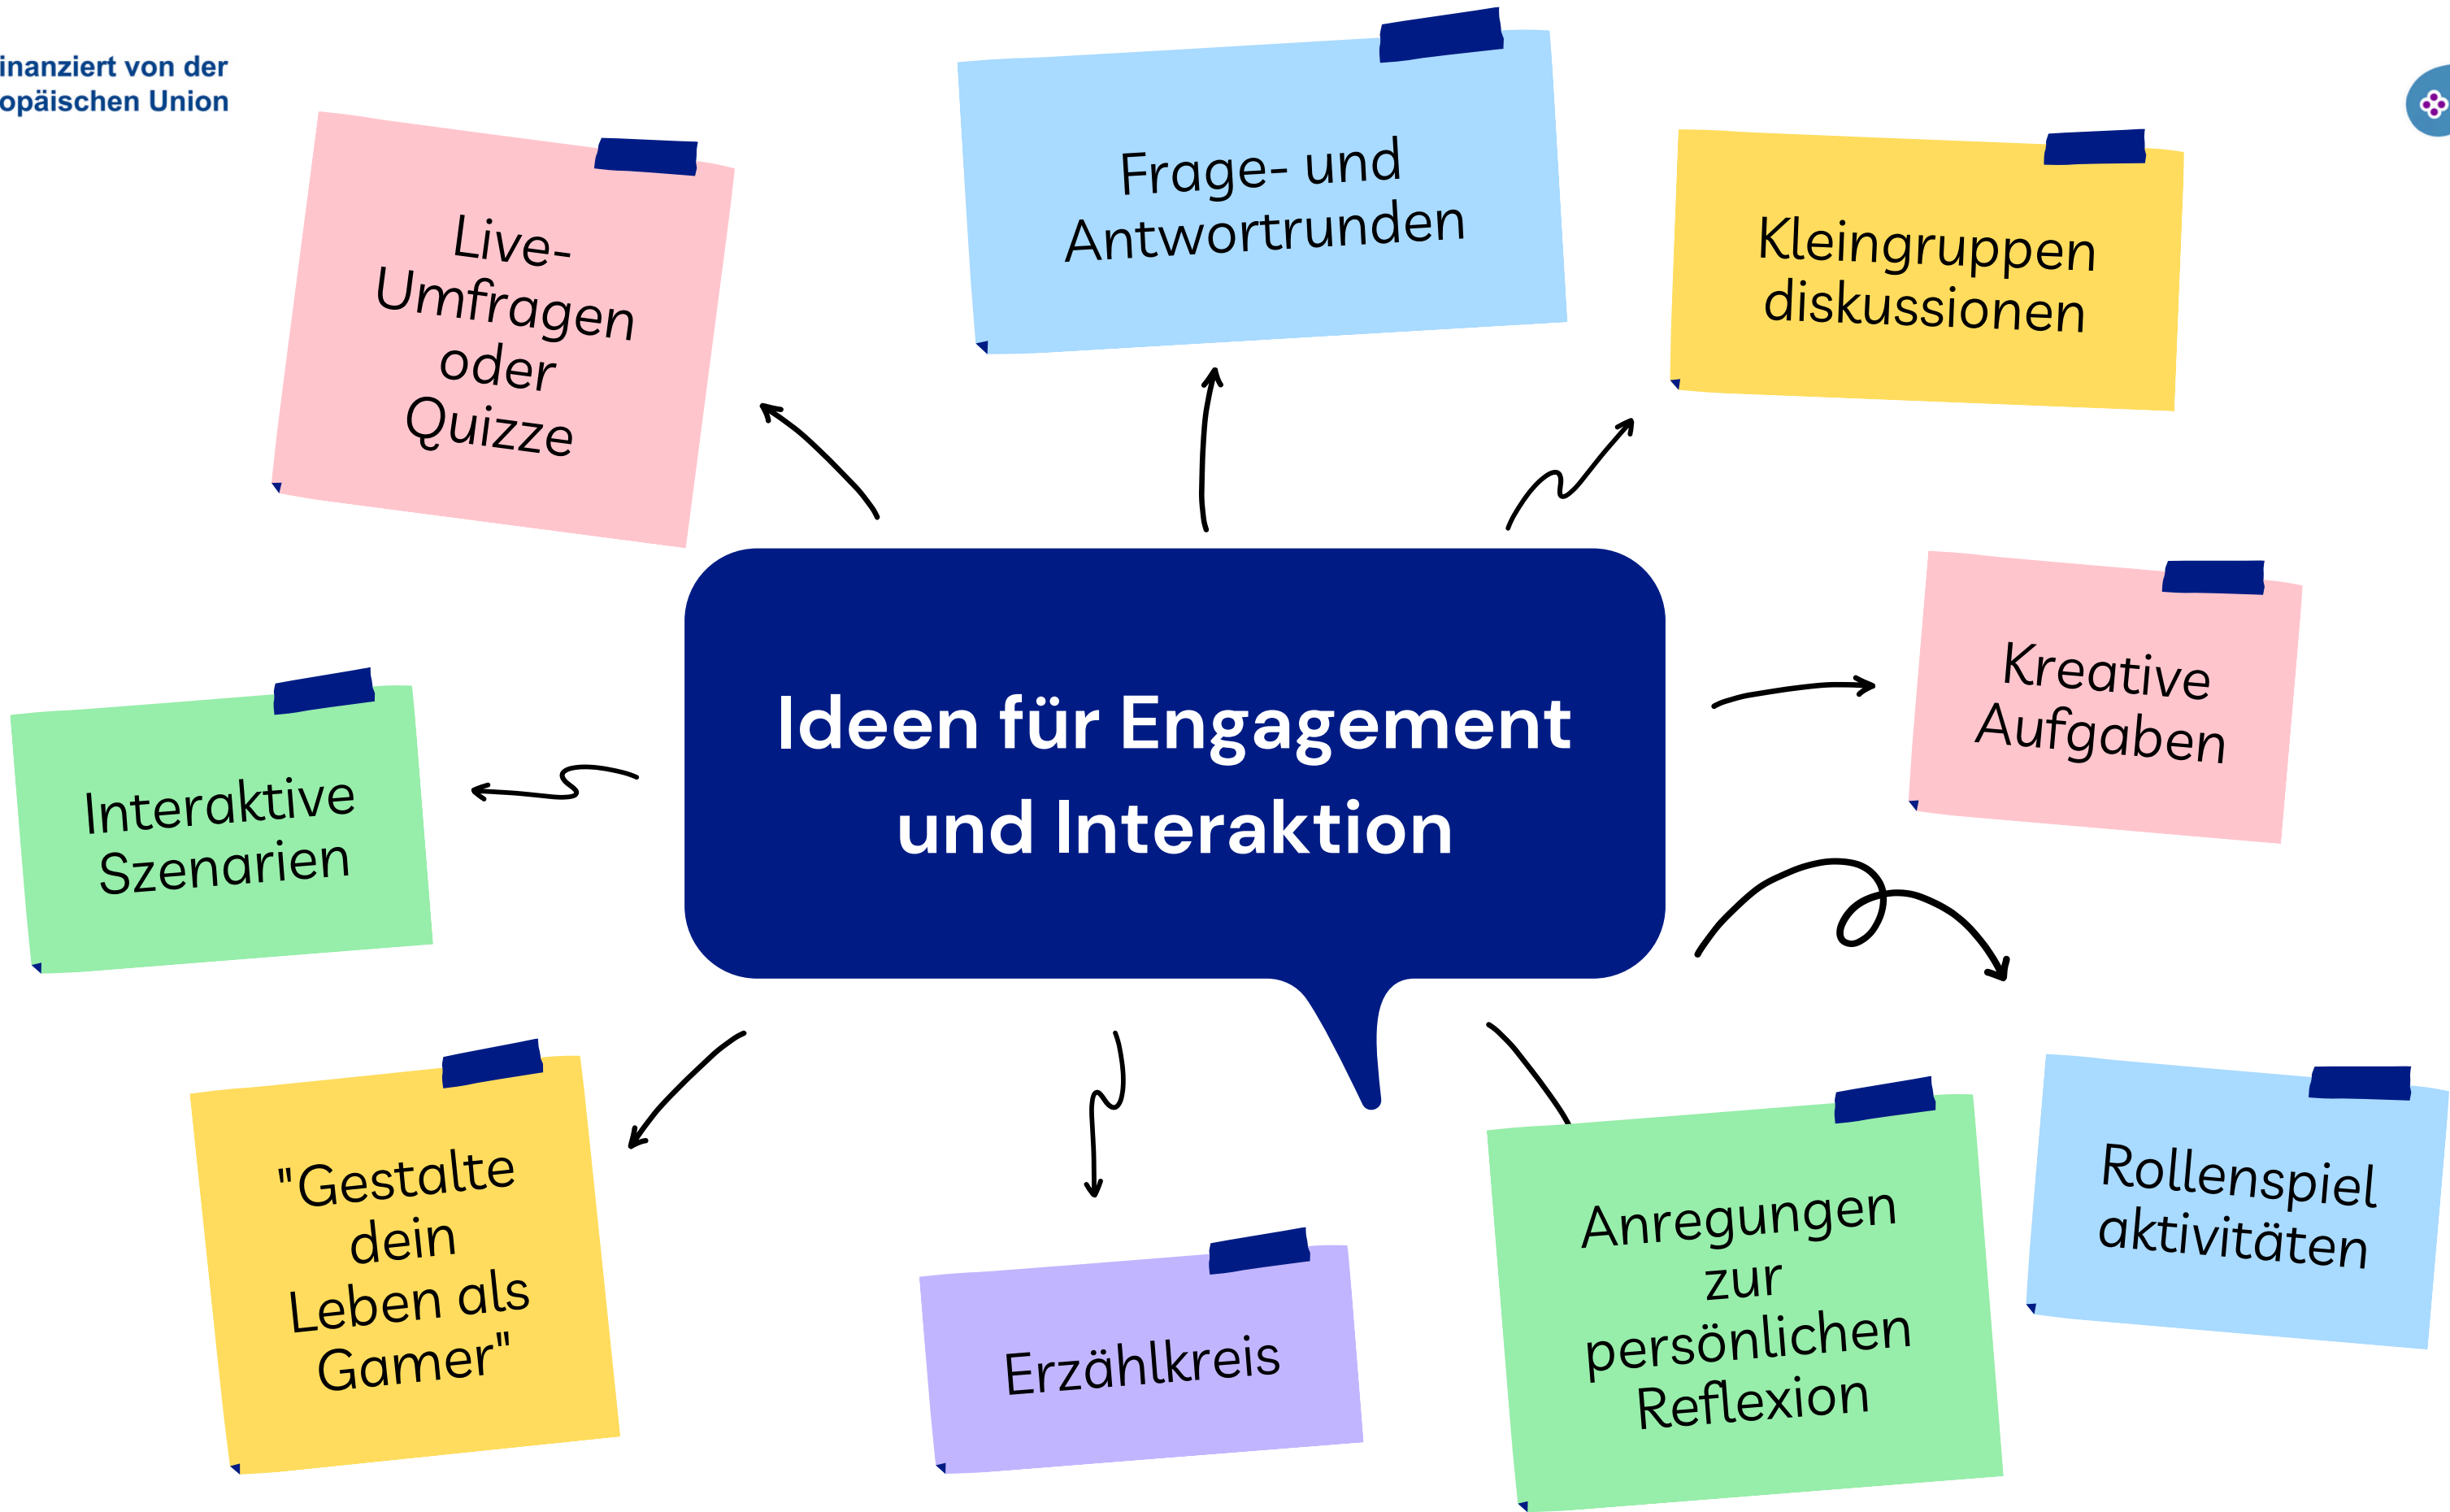 inanziert von der
opäischen Union
Live-
Umfragen
oder
Quizze
Frage- und
Antwortrunden
Kleingruppen
diskussionen
Kreative
Aufgaben
Ideen für Engagement
und Interaktion
Interaktive
Szenarien
"Gestalte
dein
Leben als
Gamer"
Erzählkreis
Anregungen
zur
persönlichen
Reflexion
Rollenspiel
aktivitäten